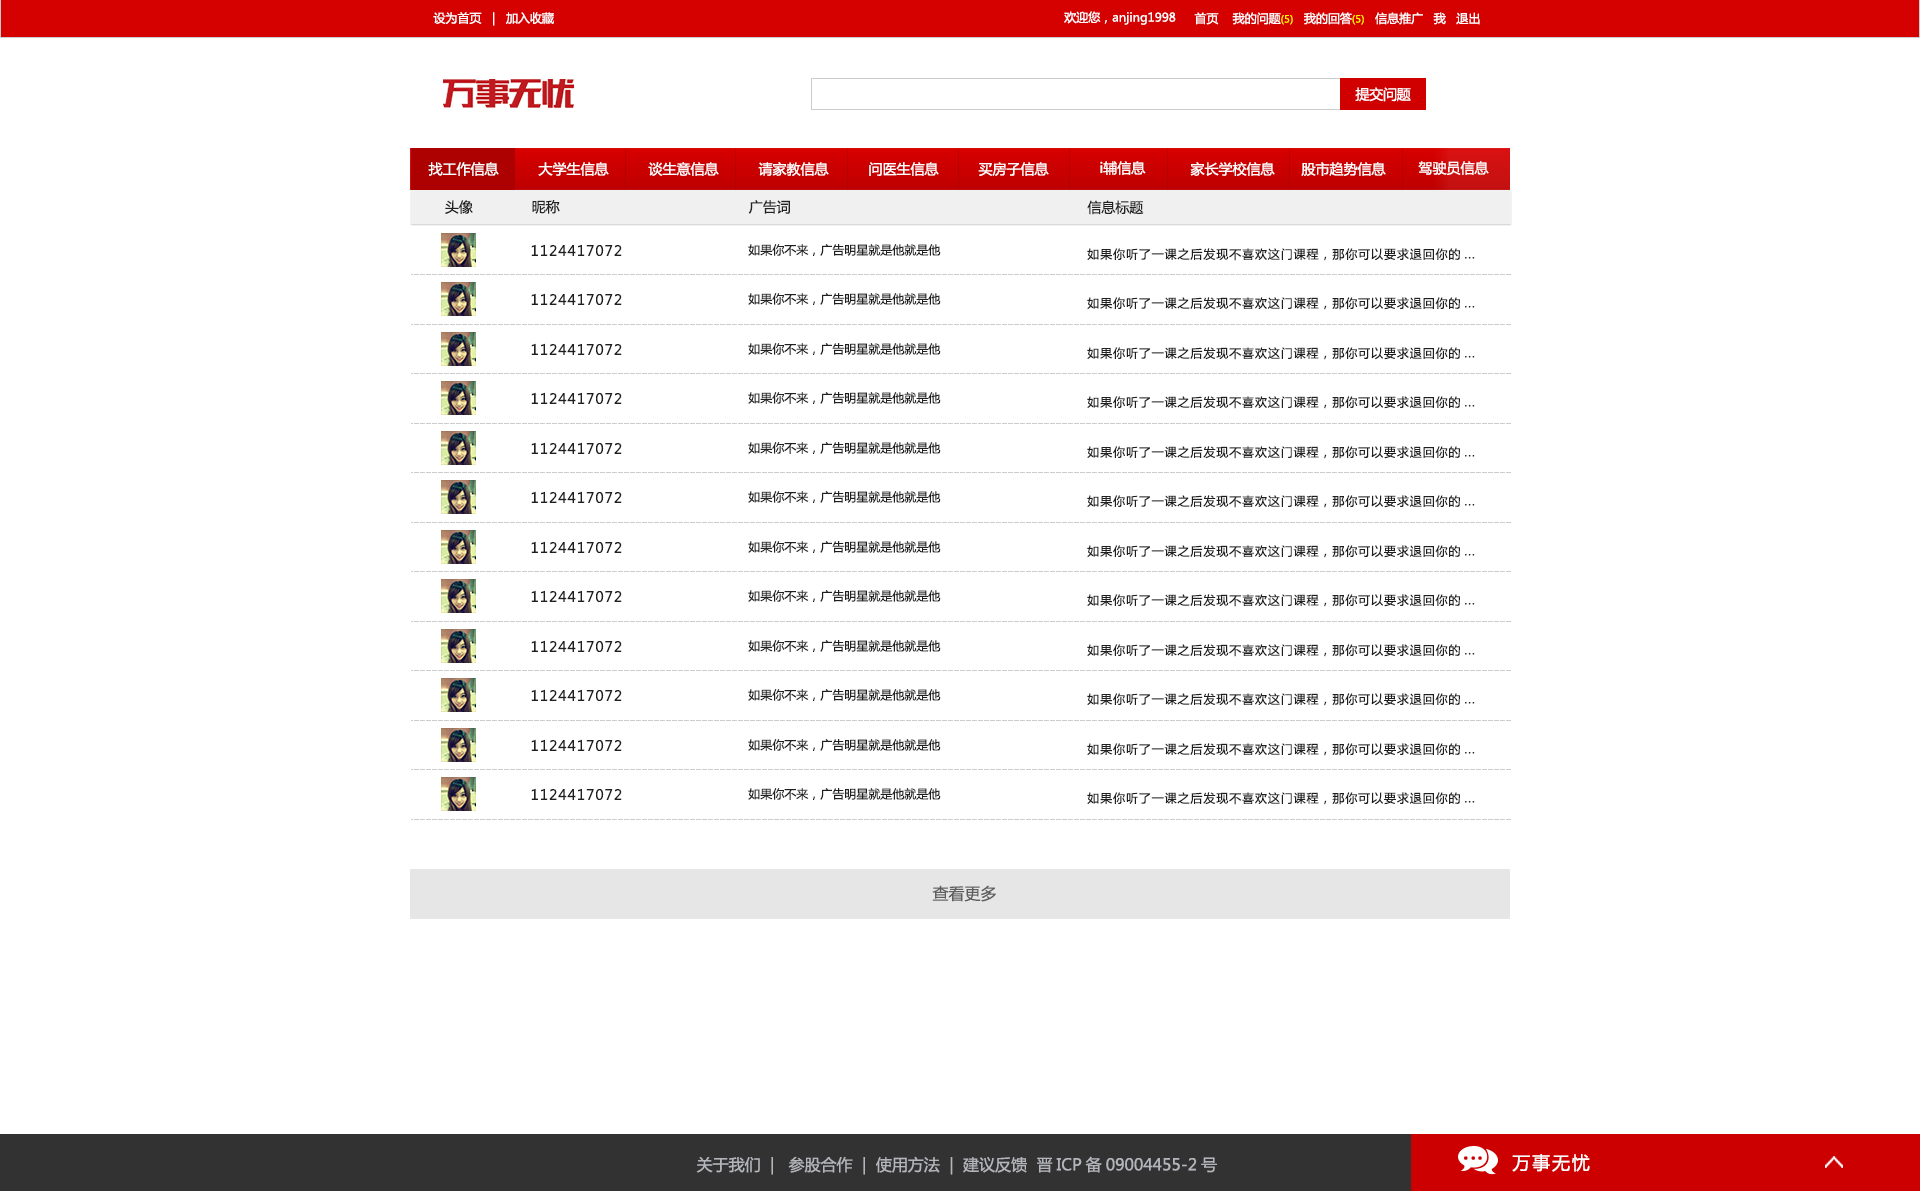 设为首页 | 加入收藏 欢迎您，anjing1998 首页 我的问题(5) 我的回答(5) 信息推广 我 退出
万事无忧 提交问题
找工作信息 大学生信息 谈生意信息 请家教信息 问医生信息 买房子信息 i辅信息 家长学校信息 股市趋势信息 驾驶员信息
头像 昵称 广告词 信息标题
1124417072 如果你不来，广告明星就是他就是他 如果你听了一课之后发现不喜欢这门课程，那你可以要求退回你的 ...
1124417072 如果你不来，广告明星就是他就是他 如果你听了一课之后发现不喜欢这门课程，那你可以要求退回你的 ...
1124417072 如果你不来，广告明星就是他就是他 如果你听了一课之后发现不喜欢这门课程，那你可以要求退回你的 ...
1124417072 如果你不来，广告明星就是他就是他 如果你听了一课之后发现不喜欢这门课程，那你可以要求退回你的 ...
1124417072 如果你不来，广告明星就是他就是他 如果你听了一课之后发现不喜欢这门课程，那你可以要求退回你的 ...
1124417072 如果你不来，广告明星就是他就是他 如果你听了一课之后发现不喜欢这门课程，那你可以要求退回你的 ...
1124417072 如果你不来，广告明星就是他就是他 如果你听了一课之后发现不喜欢这门课程，那你可以要求退回你的 ...
1124417072 如果你不来，广告明星就是他就是他 如果你听了一课之后发现不喜欢这门课程，那你可以要求退回你的 ...
1124417072 如果你不来，广告明星就是他就是他 如果你听了一课之后发现不喜欢这门课程，那你可以要求退回你的 ...
1124417072 如果你不来，广告明星就是他就是他 如果你听了一课之后发现不喜欢这门课程，那你可以要求退回你的 ...
1124417072 如果你不来，广告明星就是他就是他 如果你听了一课之后发现不喜欢这门课程，那你可以要求退回你的 ...
1124417072 如果你不来，广告明星就是他就是他 如果你听了一课之后发现不喜欢这门课程，那你可以要求退回你的 ...
查看更多
关于我们 | 参股合作 | 使用方法 | 建议反馈 晋 ICP 备 09004455-2 号 万事无忧